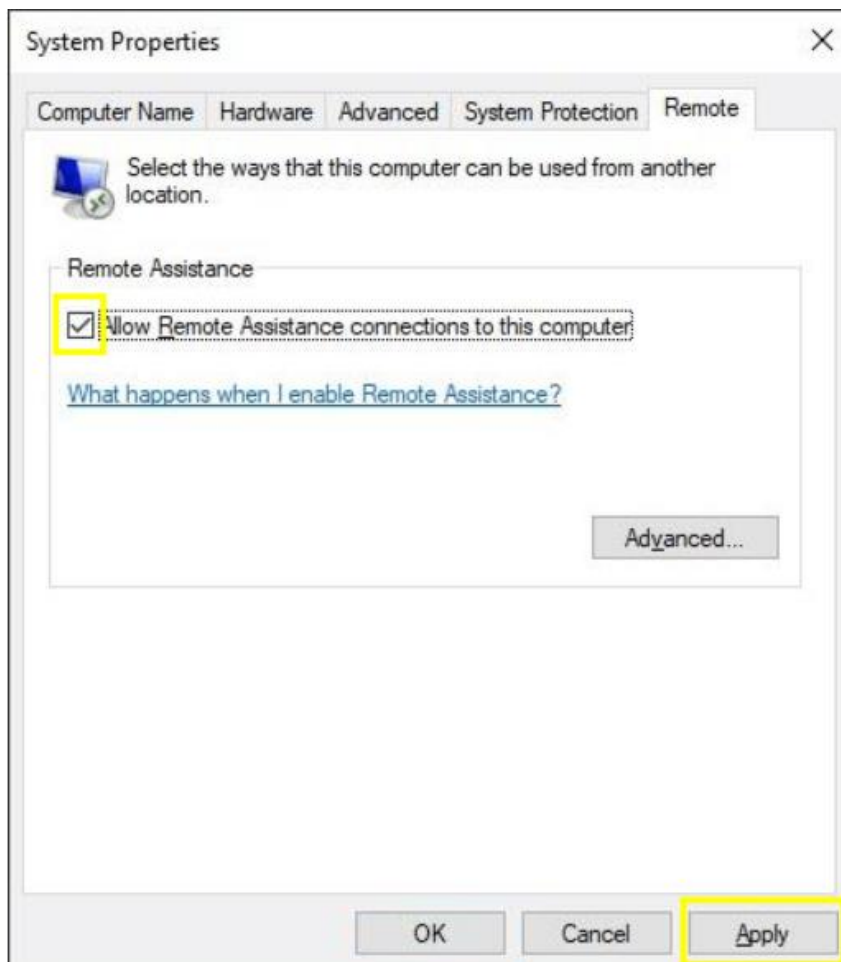 System Properties
Computer Name Hardware Advanced System Protection Remote
Select the ways that this computer can be used from another
location.
Remote Assistance
Allow Remote Assistance connections to this computer
What happens when I enable Remote Assistance?
Advanced...
OK Cancel Apply